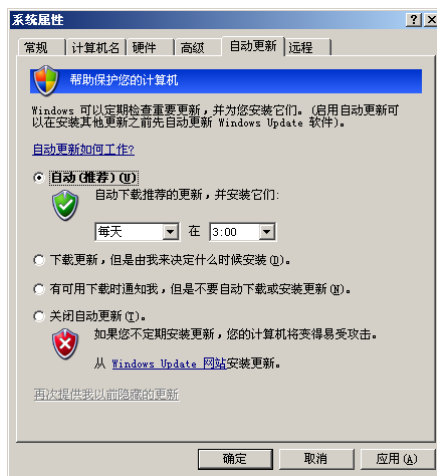 系统属性
常规 计算机名 硬件 高级 自动更新 远程
帮助保护您的计算机
Windows 可以定期检查重要更新，并为您安装它们。(启用自动更新可
以在安装其他更新之前先自动更新 Windows Update 软件)。
自动更新如何工作?
自动(推荐)(U)
自动下载推荐的更新，并安装它们:
每天 在 3:00
下载更新，但是由我来决定什么时候安装(D)。
有可用下载时通知我，但是不要自动下载或安装更新(N)。
关闭自动更新(T)。
如果您不定期安装更新，您的计算机将变得易受攻击。
从 Windows Update 网站安装更新。
再次提供我以前隐藏的更新
确定 取消 应用(A)